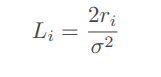 $L_i = \frac{2r_i}{\sigma^2}$